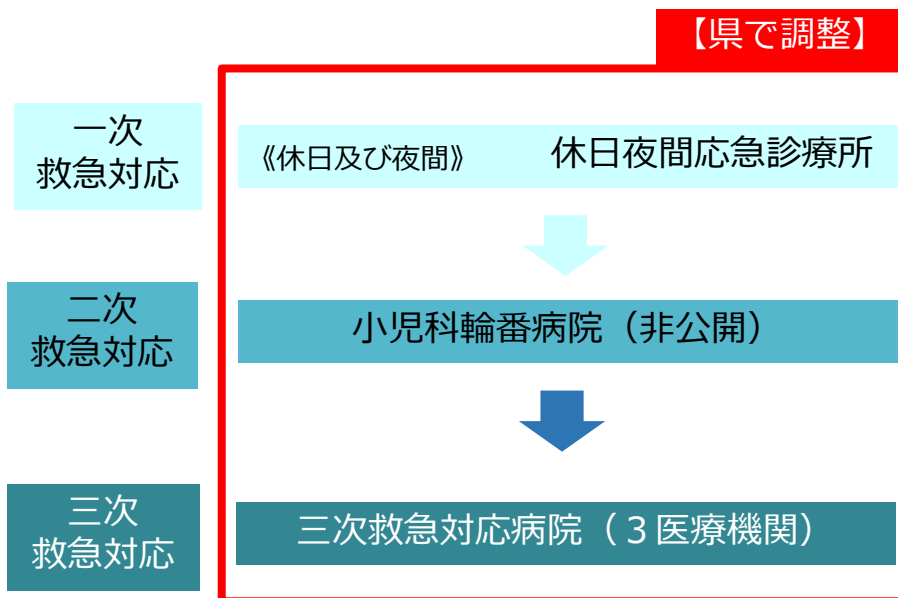 【県で調整】
一次
救急対応
《休日及び夜間》 休日夜間応急診療所
二次
救急対応
小児科輪番病院（非公開）
三次
救急対応
三次救急対応病院（３医療機関）